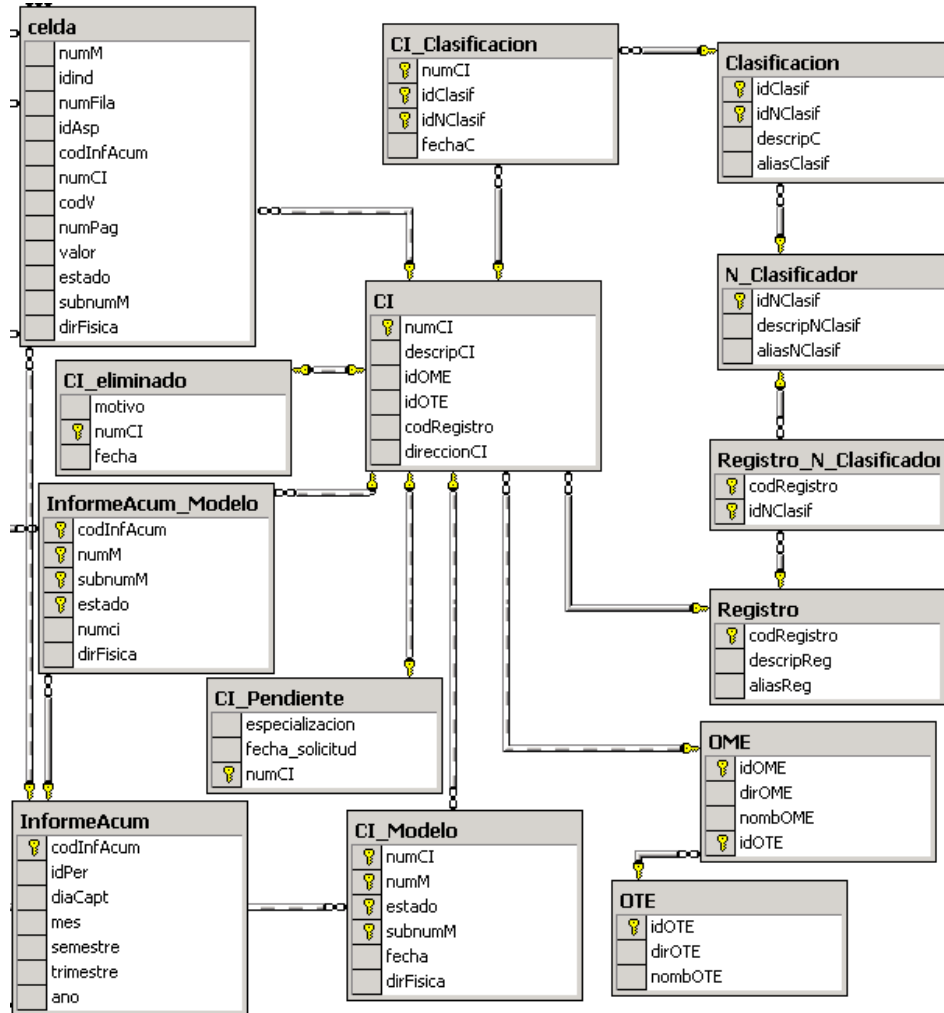 celda
numM
idind
numFila
idAsp
codInfAcum
numCI
codV
numPag
valor
estado
subnumM
dirFisica
CI_Clasificacion
numCI
idClasif
idNClasif
fechaC
Clasificacion
idClasif
idNClasif
descripC
aliasClasif
N_Clasificador
idNClasif
descripNClasif
aliasNClasif
CI
numCI
descripCI
idOME
idOTE
codRegistro
direccionCI
CI_eliminado
motivo
numCI
fecha
Registro_N_Clasificador
codRegistro
idNClasif
InformeAcum_Modelo
codInfAcum
numM
subnumM
estado
numci
dirFisica
Registro
codRegistro
descripReg
aliasReg
CI_Pendiente
especializacion
fecha_solicitud
numCI
OME
idOME
dirOME
nombOME
idOTE
InformeAcum
codInfAcum
idPer
diaCapt
mes
semestre
trimestre
ano
CI_Modelo
numCI
numM
estado
subnumM
fecha
dirFisica
OTE
idOTE
dirOTE
nombOTE